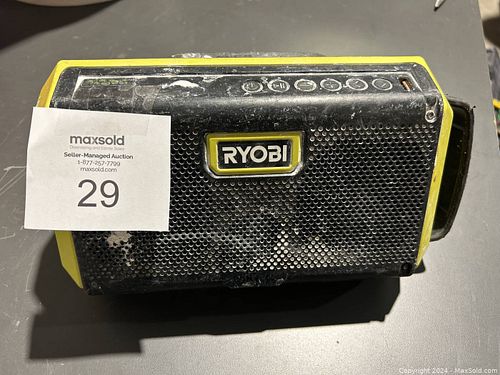 maxsold
Downsizing and Estate Sales
Seller-Managed Auction
1-877-257-7799
maxsold.com
29
RYOBI
Copyright 2024 - MaxSold.com